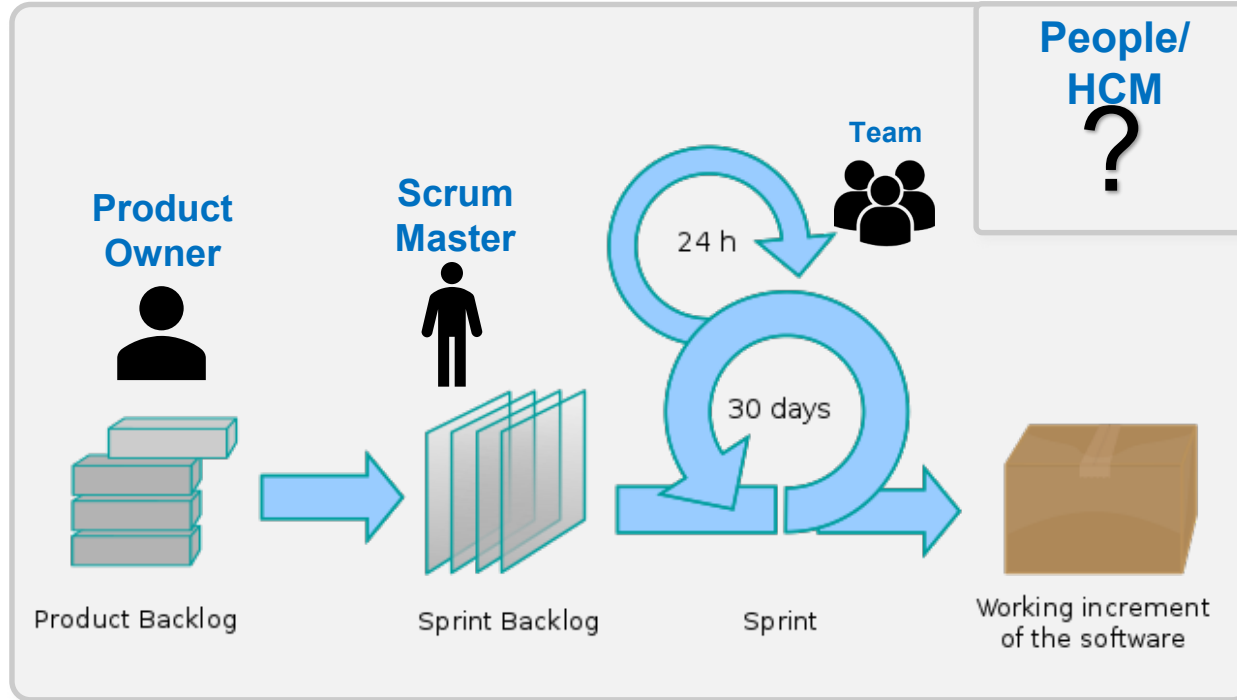 People/
HCM
?
Team
Product
Owner
Scrum
Master
24 h
30 days
Product Backlog
Sprint Backlog
Sprint
Working increment
of the software